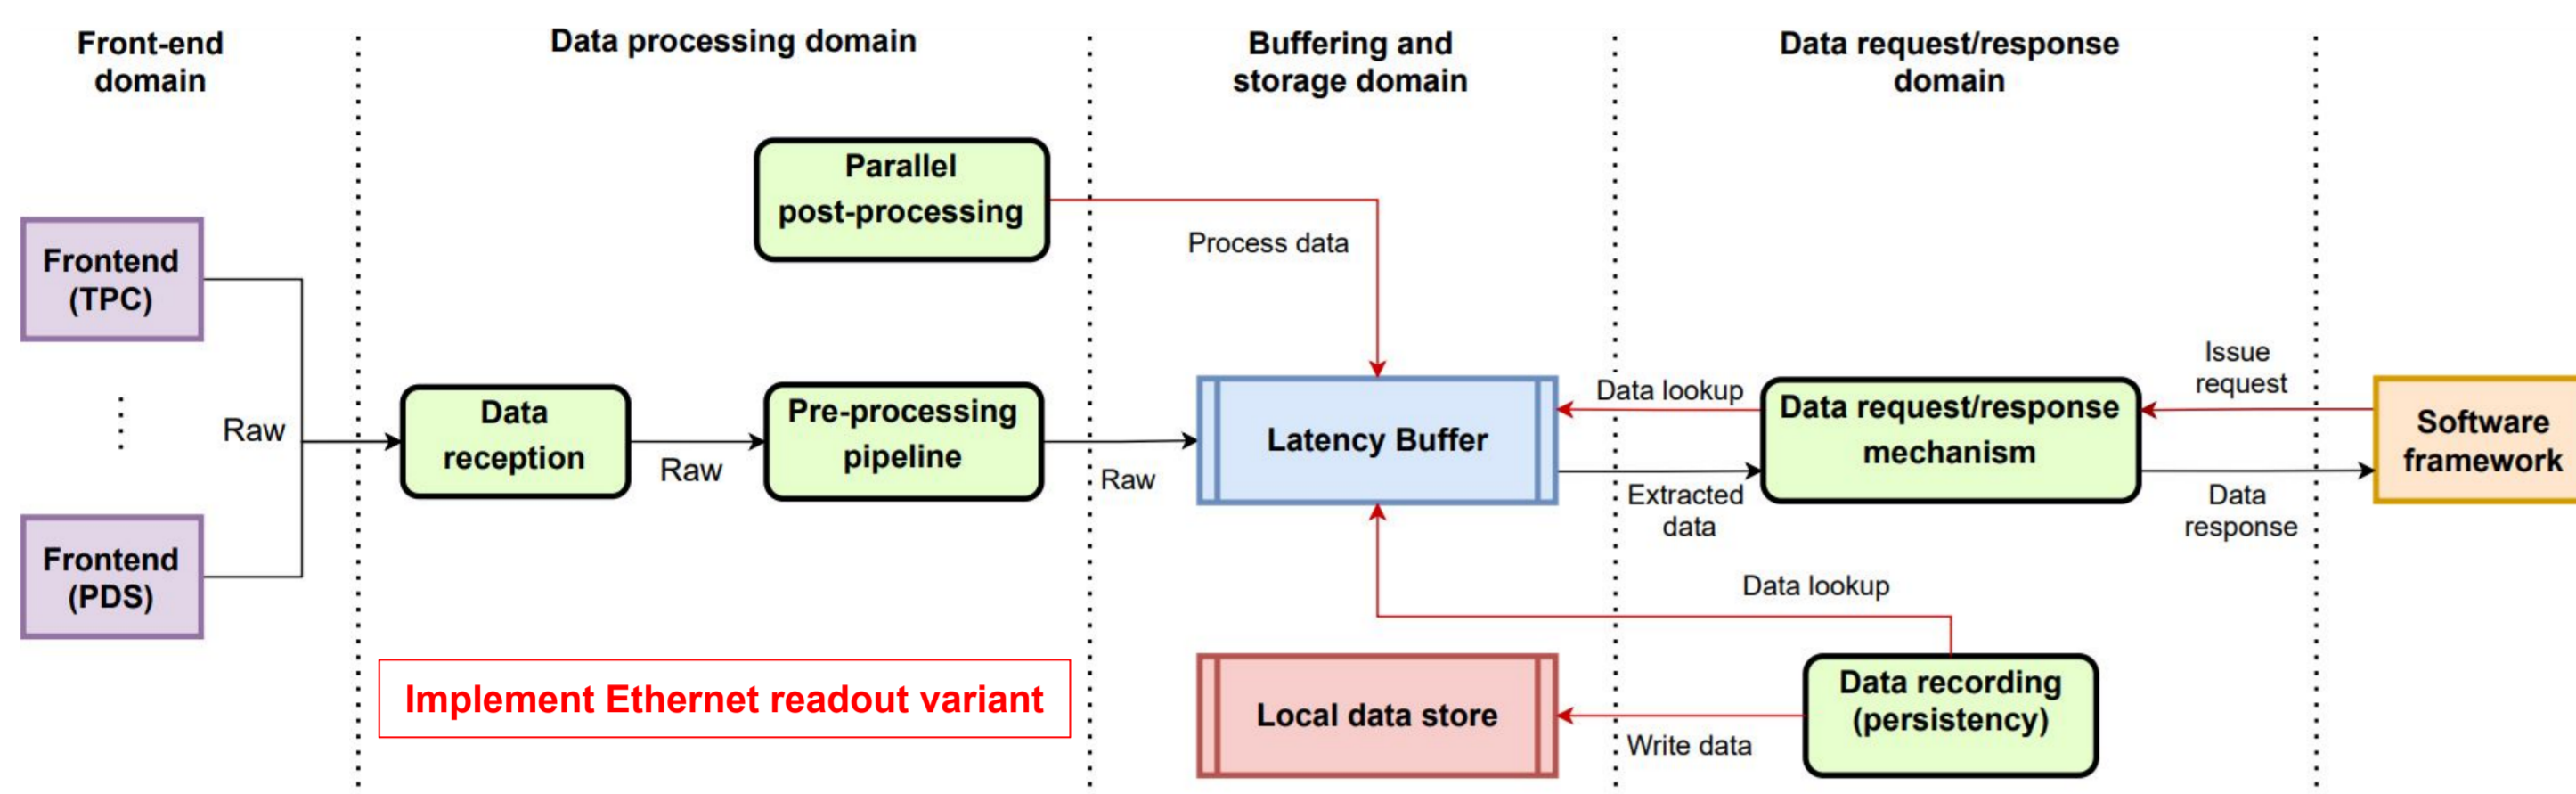 Front-end
domain
Data processing domain
Buffering and
storage domain
Data request/response
domain
Parallel
post-processing
Process data
Frontend
(TPC)
Raw
Data
reception
Raw
Pre-processing
pipeline
Raw
Latency Buffer
Data lookup
Extracted
data
Data request/response
mechanism
Issue
request
Data
response
Software
framework
Frontend
(PDS)
Data lookup
Implement Ethernet readout variant
Local data store
Write data
Data recording
(persistency)